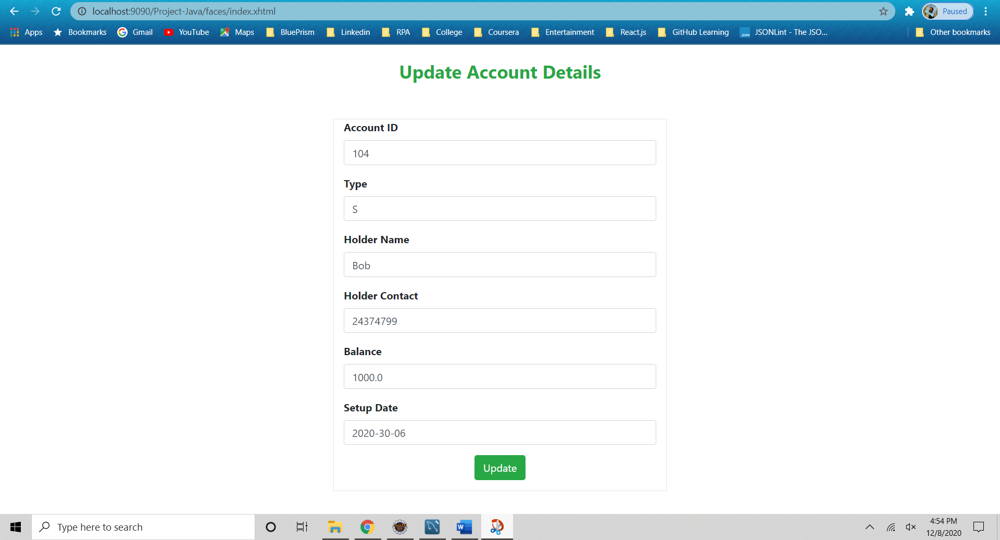 localhost:9090/Project-Java/faces/index.xhtml
Paused
Apps Bookmarks Gmail YouTube Maps BluePrism Linkedin RPA College Coursera Entertainment React.js GitHub Learning JSON JSONLint - The JSO... Other bookmarks
Update Account Details
Account ID
104
Type
S
Holder Name
Bob
Holder Contact
24374799
Balance
1000.0
Setup Date
2020-30-06
Update
Type here to search
4:54 PM
12/8/2020